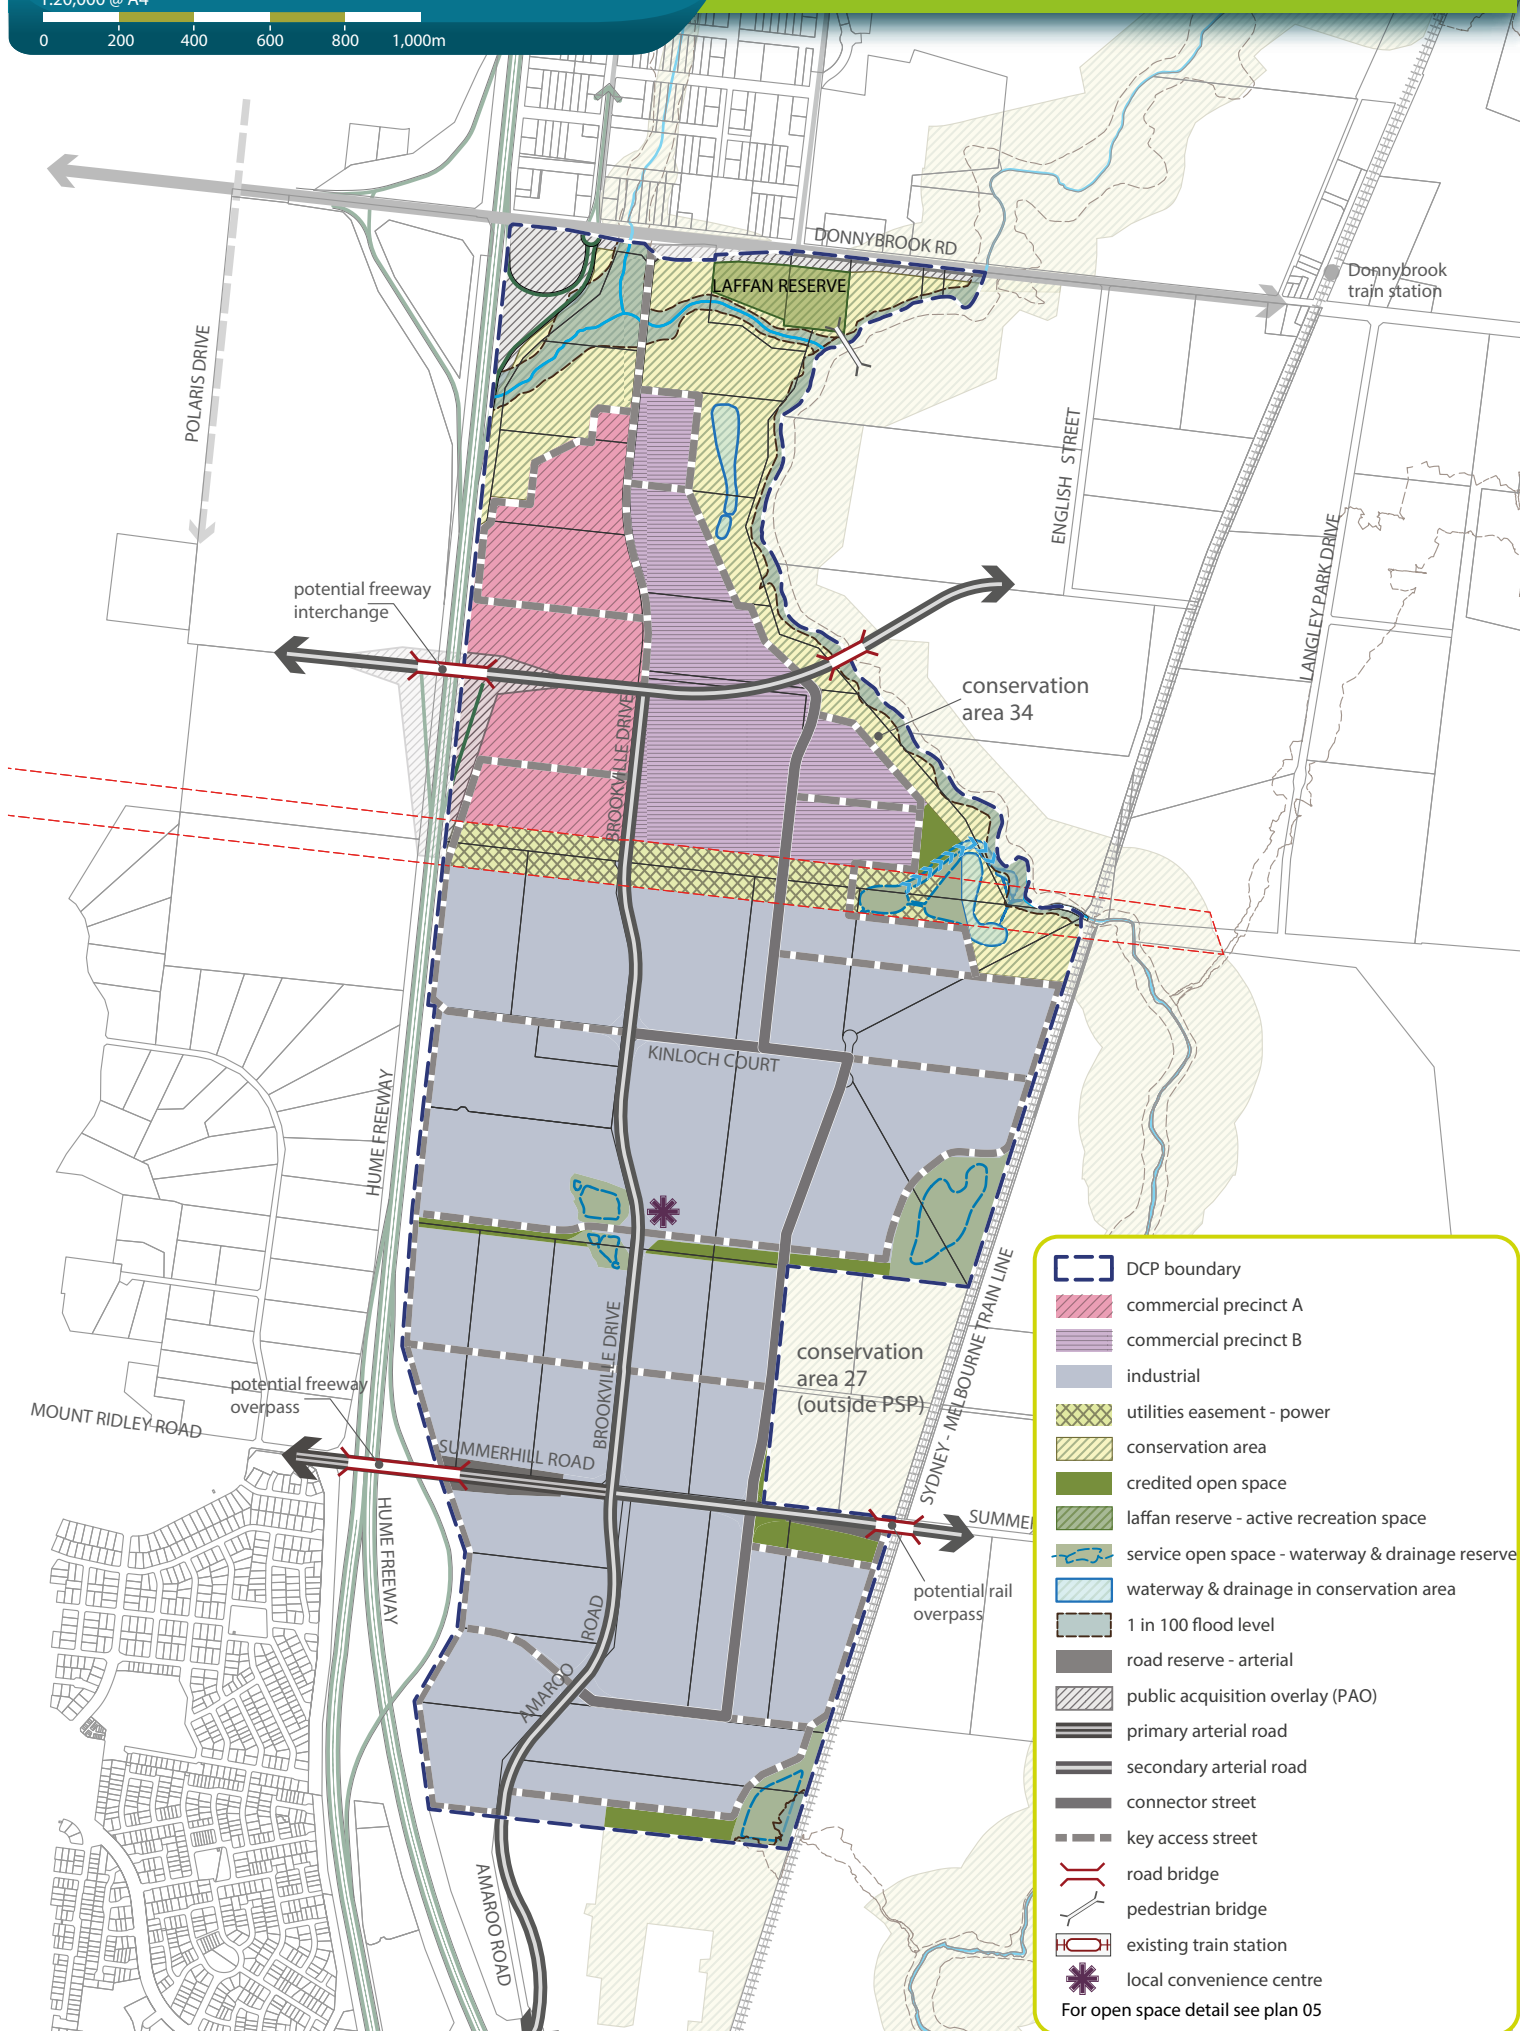 1:20,000 @ A4
0 200 400 600 800 1,000m
DONNYBROOK RD
Donnybrook
train station
LAFFAN RESERVE
POLARIS DRIVE
ENGLISH STREET
LANGLEY PARK DRIVE
potential freeway
interchange
conservation
area 34
BROOKVILLE DRIVE
KINLOCH COURT
HUME FREEWAY
BROOKVILLE DRIVE
conservation
area 27
(outside PSP)
SYDNEY - MELBOURNE TRAIN LINE
potential freeway
overpass
MOUNT RIDLEY ROAD
SUMMERHILL ROAD
SUMMER
HUME FREEWAY
potential rail
overpass
AMAROO ROAD
AMAROO ROAD
DCP boundary
commercial precinct A
commercial precinct B
industrial
utilities easement - power
conservation area
credited open space
laffan reserve - active recreation space
service open space - waterway & drainage reserve
waterway & drainage in conservation area
1 in 100 flood level
road reserve - arterial
public acquisition overlay (PAO)
primary arterial road
secondary arterial road
connector street
key access street
road bridge
pedestrian bridge
existing train station
local convenience centre
For open space detail see plan 05